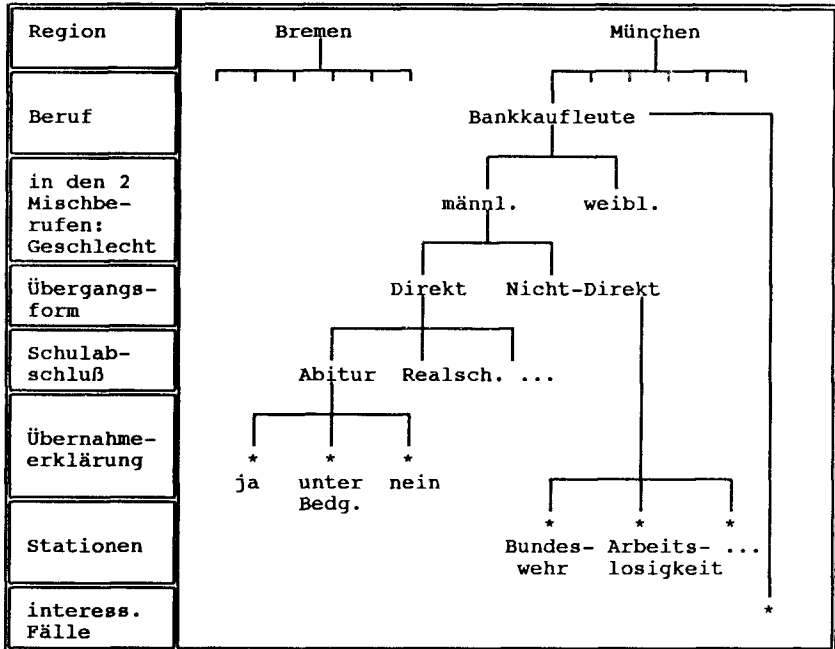 Region
Bremen München
Beruf
Bankkaufleute
in den 2
Mischbe-
rufen:
Geschlecht
männl. weibl.
Übergangs-
form
Direkt Nicht-Direkt
Schulab-
schluß
Abitur Realsch. ...
Übernahme-
erklärung
* * *
ja unter nein
Bedg.
Stationen
* * *
Bundes- Arbeits- ...
wehr losigkeit
interess.
Fälle
*